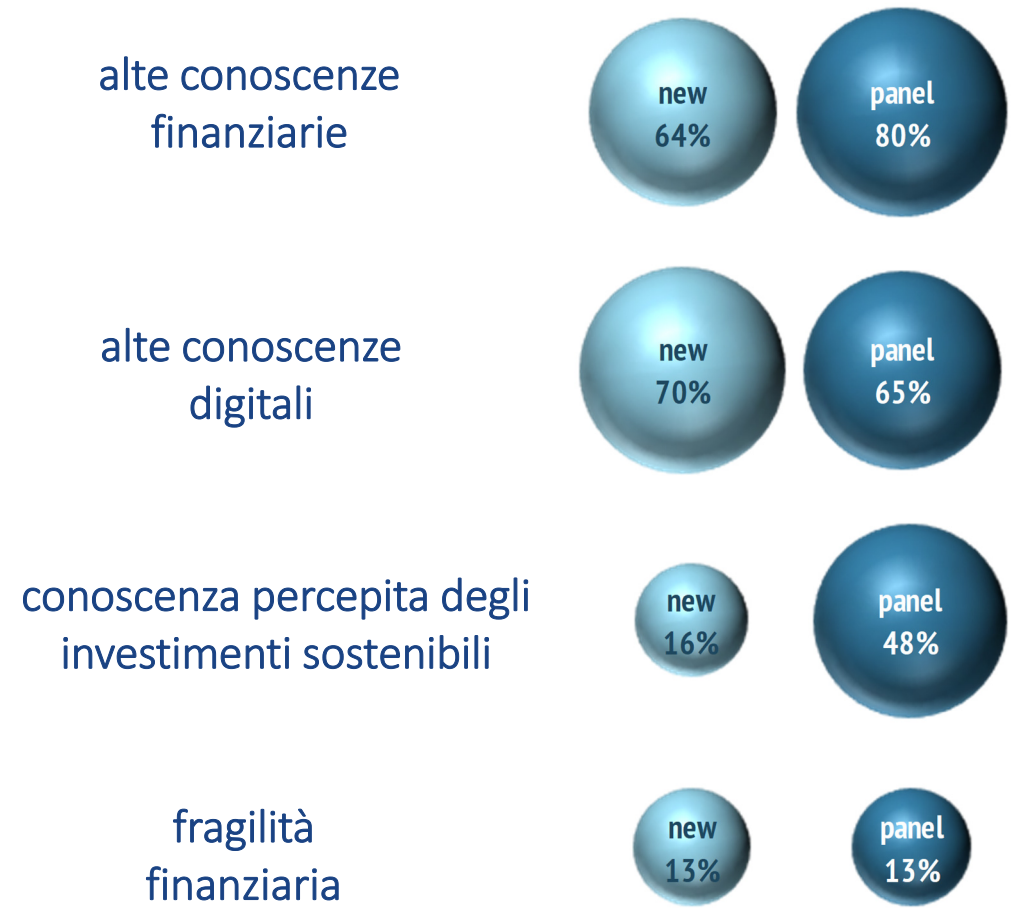 alte conoscenze
finanziarie
new
64%
panel
80%
alte conoscenze
digitali
new
70%
panel
65%
conoscenza percepita degli
investimenti sostenibili
new
16%
panel
48%
fragilità
finanziaria
new
13%
panel
13%